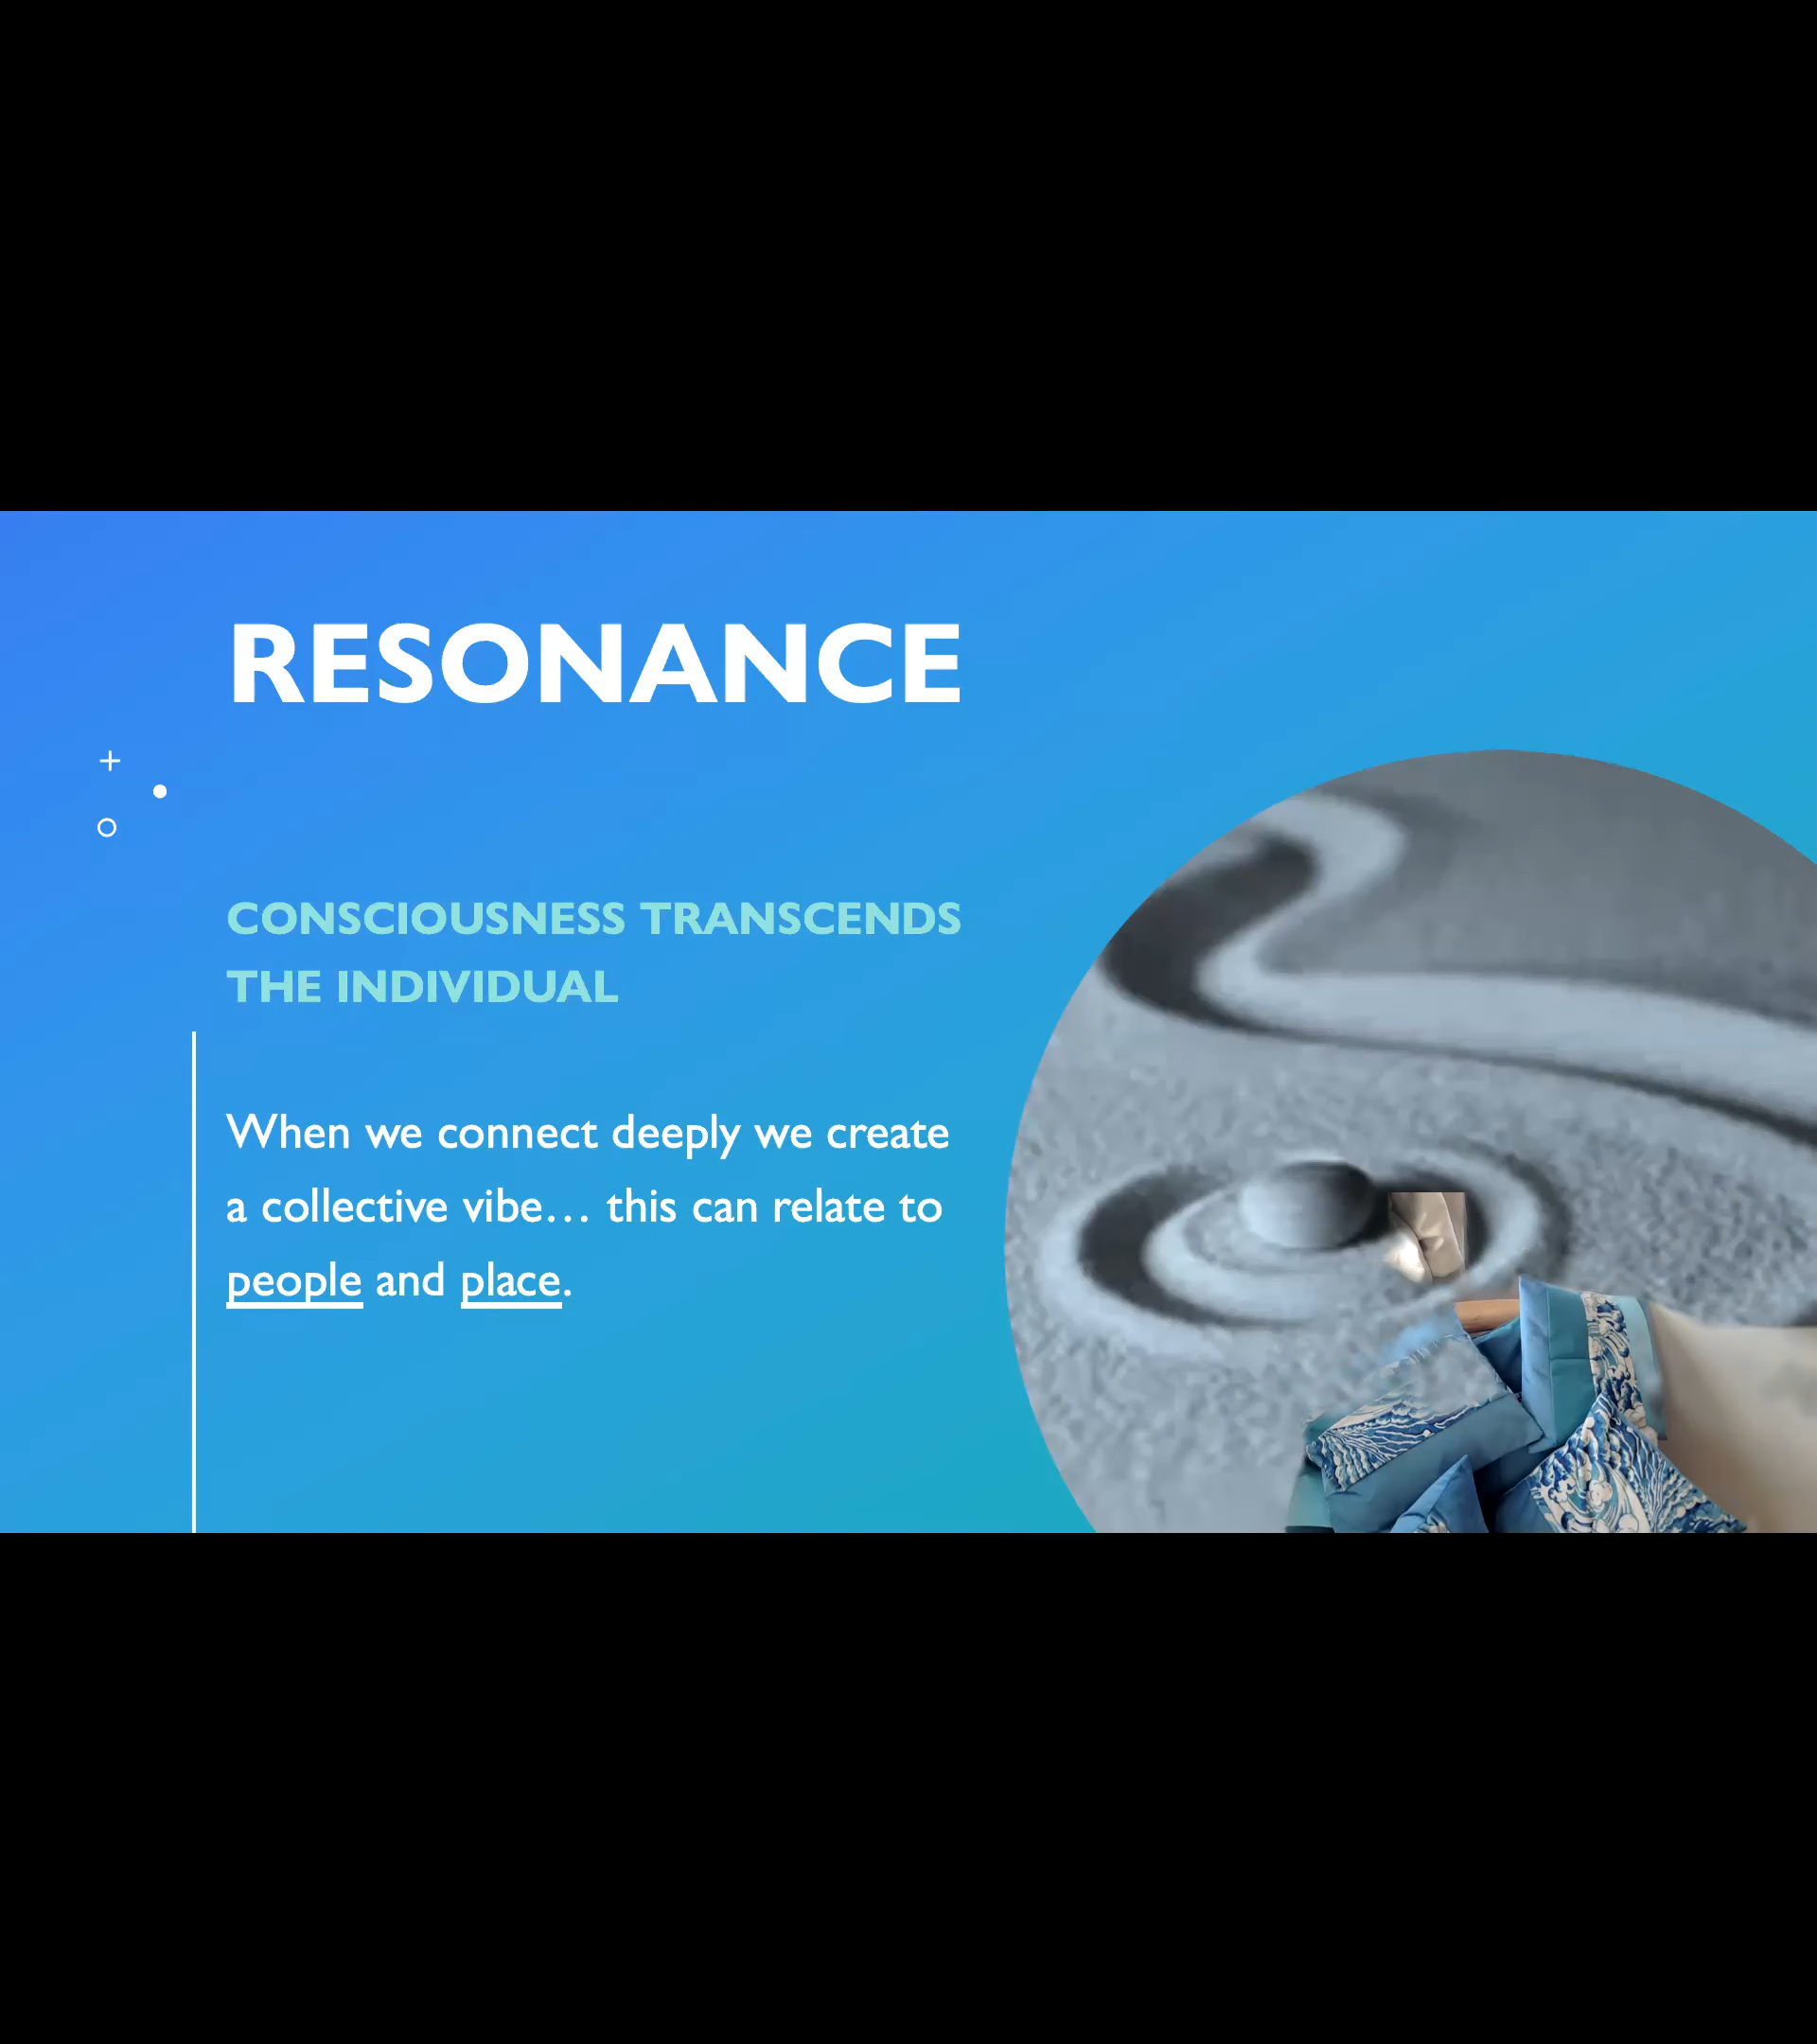 RESONANCE
CONSCIOUSNESS TRANSCENDS
THE INDIVIDUAL
When we connect deeply we create
a collective vibe… this can relate to
people and place.